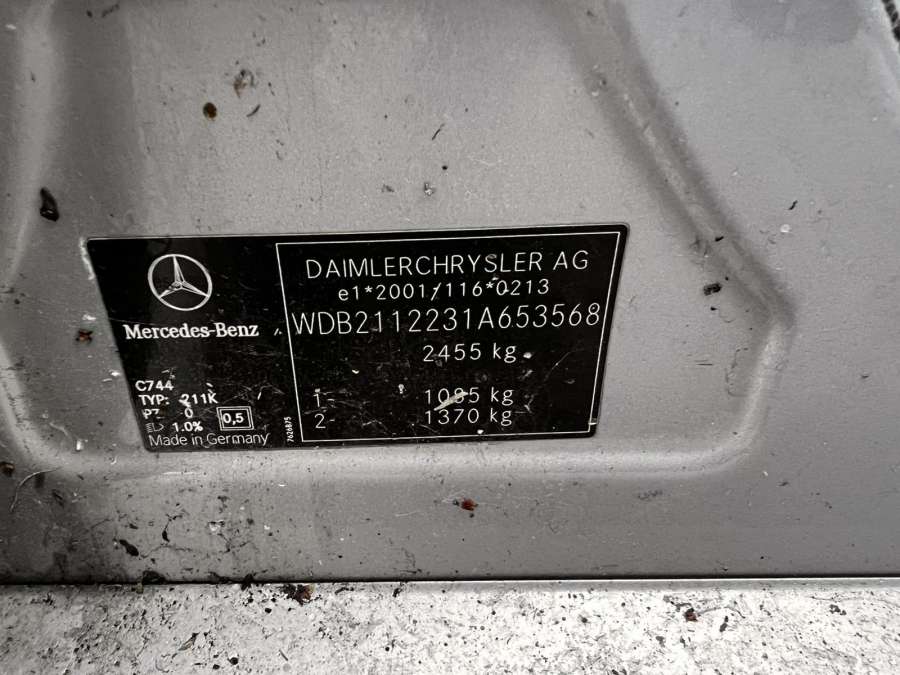 Mercedes-Benz
DAIMLERCHRYSLER AG
e1*2001/116*0213
WDB2112231A653568
2455 kg
1- 1085 kg
2- 1370 kg
C744
TYP: 211K
PZ 0
0,5
1.0%
Made in Germany